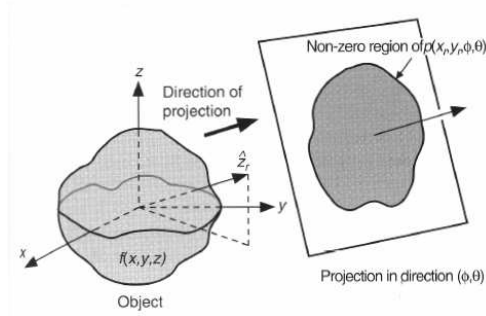 Non-zero region of p(xr,yr,ϕ,θ)
z
Direction of
projection
ẑr
y
x
f(x,y,z)
Object
Projection in direction (ϕ,θ)